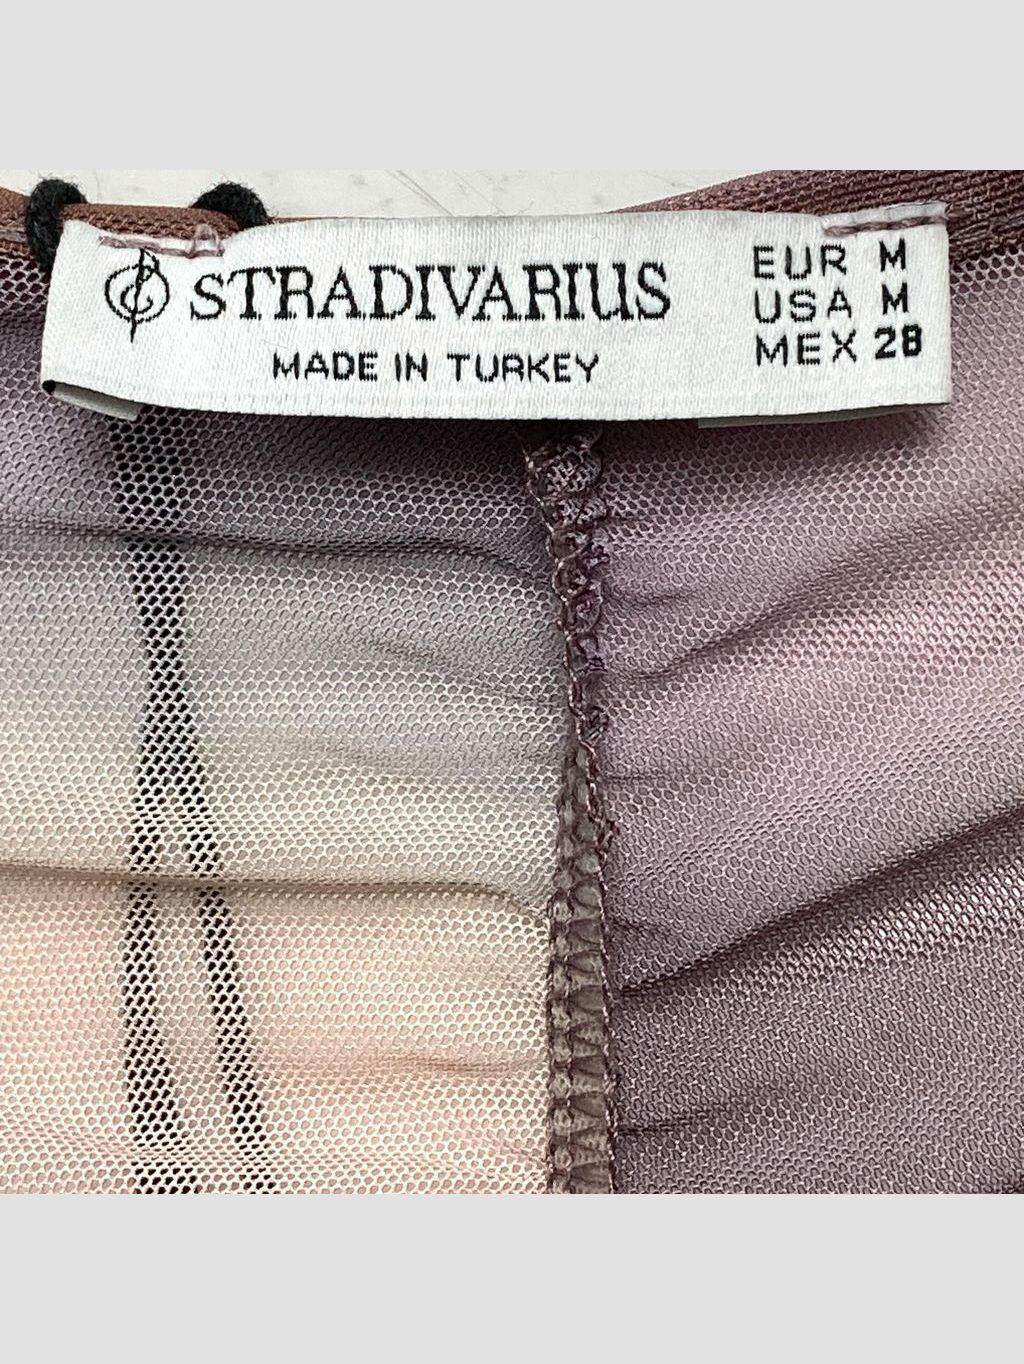 STRADIVARIUS
MADE IN TURKEY
EUR M
USA M
MEX 28